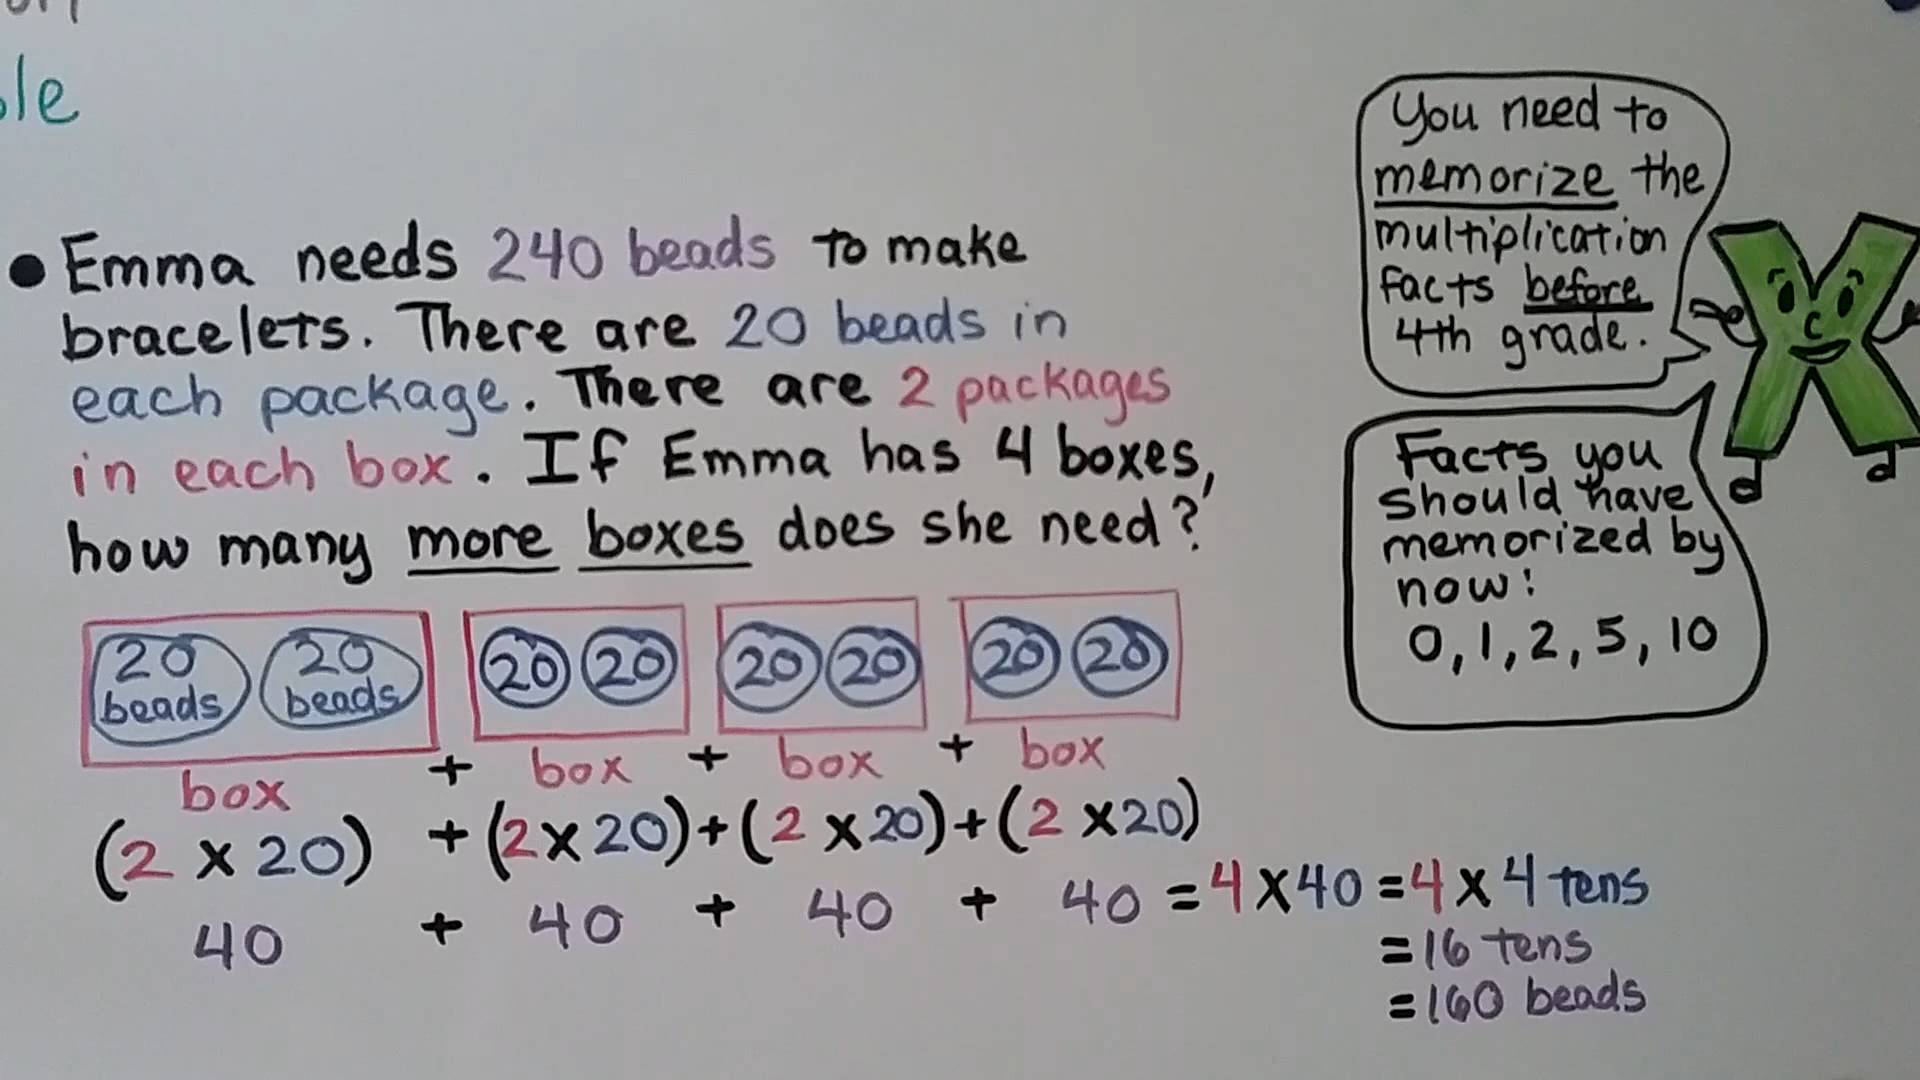 ● Emma needs 240 beads to make
bracelets. There are 20 beads in
each package. There are 2 packages
in each box. If Emma has 4 boxes,
how many more boxes does she need?
20 beads 20 beads 20 20 20 20 20 20
box + box + box + box
(2 x 20) + (2 x 20) + (2 x 20) + (2 x 20)
40 + 40 + 40 + 40 = 4 x 40 = 4 x 4 tens
= 16 tens
= 160 beads
You need to
memorize the
multiplication
facts before
4th grade.
Facts you
should have
memorized by
now:
0, 1, 2, 5, 10